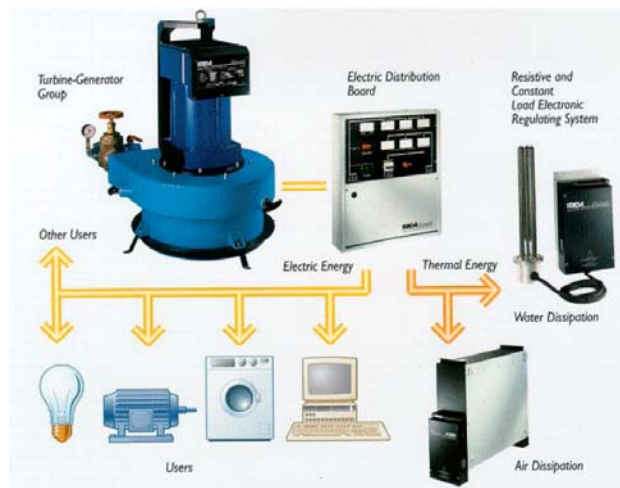 Turbine-Generator
Group
Electric Distribution
Board
Resistive and
Constant
Load Electronic
Regulating System
Other Users
Electric Energy
Thermal Energy
Water Dissipation
Users
Air Dissipation